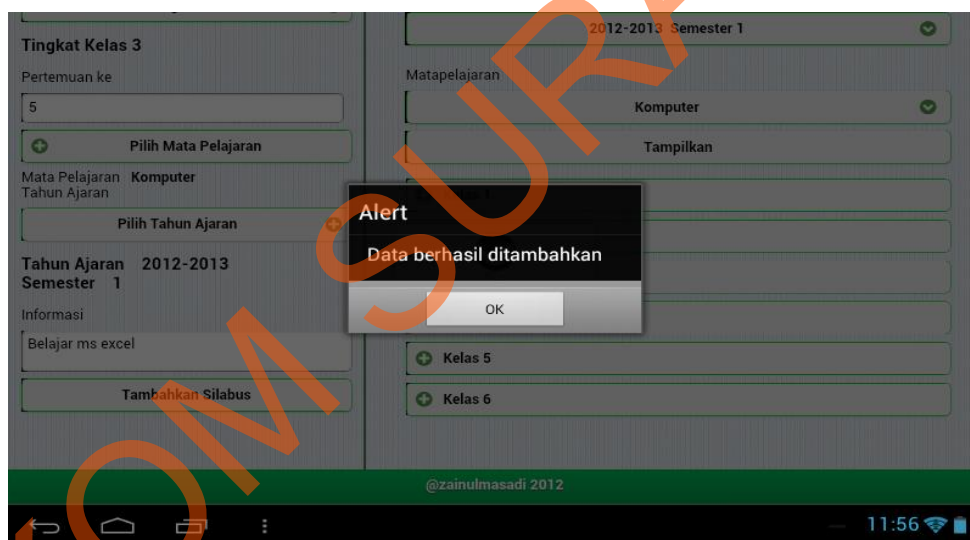 Tingkat Kelas 3
Pertemuan ke
5
Pilih Mata Pelajaran
Mata Pelajaran Komputer
Tahun Ajaran
Pilih Tahun Ajaran
Tahun Ajaran 2012-2013
Semester 1
Informasi
Belajar ms excel
Tambahkan Silabus
2012-2013 Semester 1
Matapelajaran
Komputer
Tampilkan
Alert
Data berhasil ditambahkan
OK
Kelas 5
Kelas 6
@zainulmasadi 2012
11:56
OM SURA